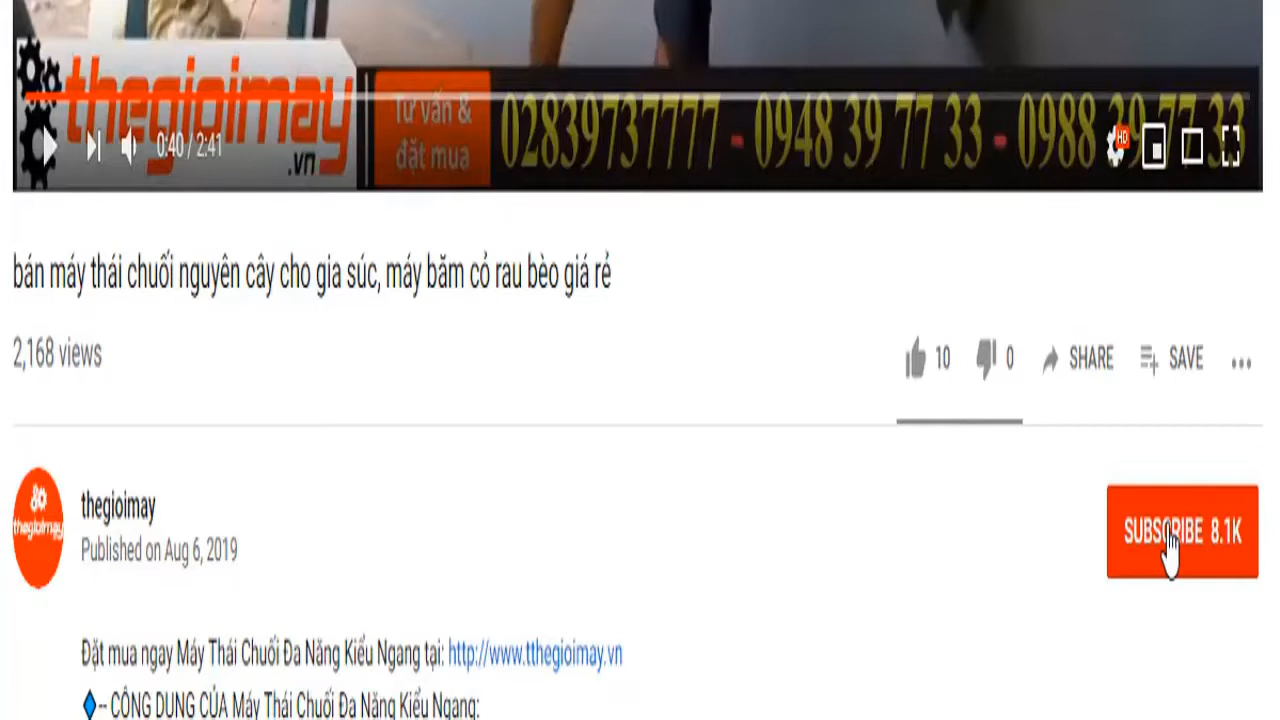 thegioimay
.vn
Tư vấn &
đặt mua
02839737777 - 0948 39 77 33 - 0988 39 77 33
HD
0:40 / 2:41
bán máy thái chuối nguyên cây cho gia súc, máy băm cỏ rau bèo giá rẻ
2,168 views
10 0 SHARE SAVE
thegioimay
thegioimay
Published on Aug 6, 2019
SUBSCRIBE 8.1K
Đặt mua ngay Máy Thái Chuối Đa Năng Kiểu Ngang tại: http://www.tthegioimay.vn
-- CÔNG DỤNG CỦA Máy Thái Chuối Đa Năng Kiểu Ngang: